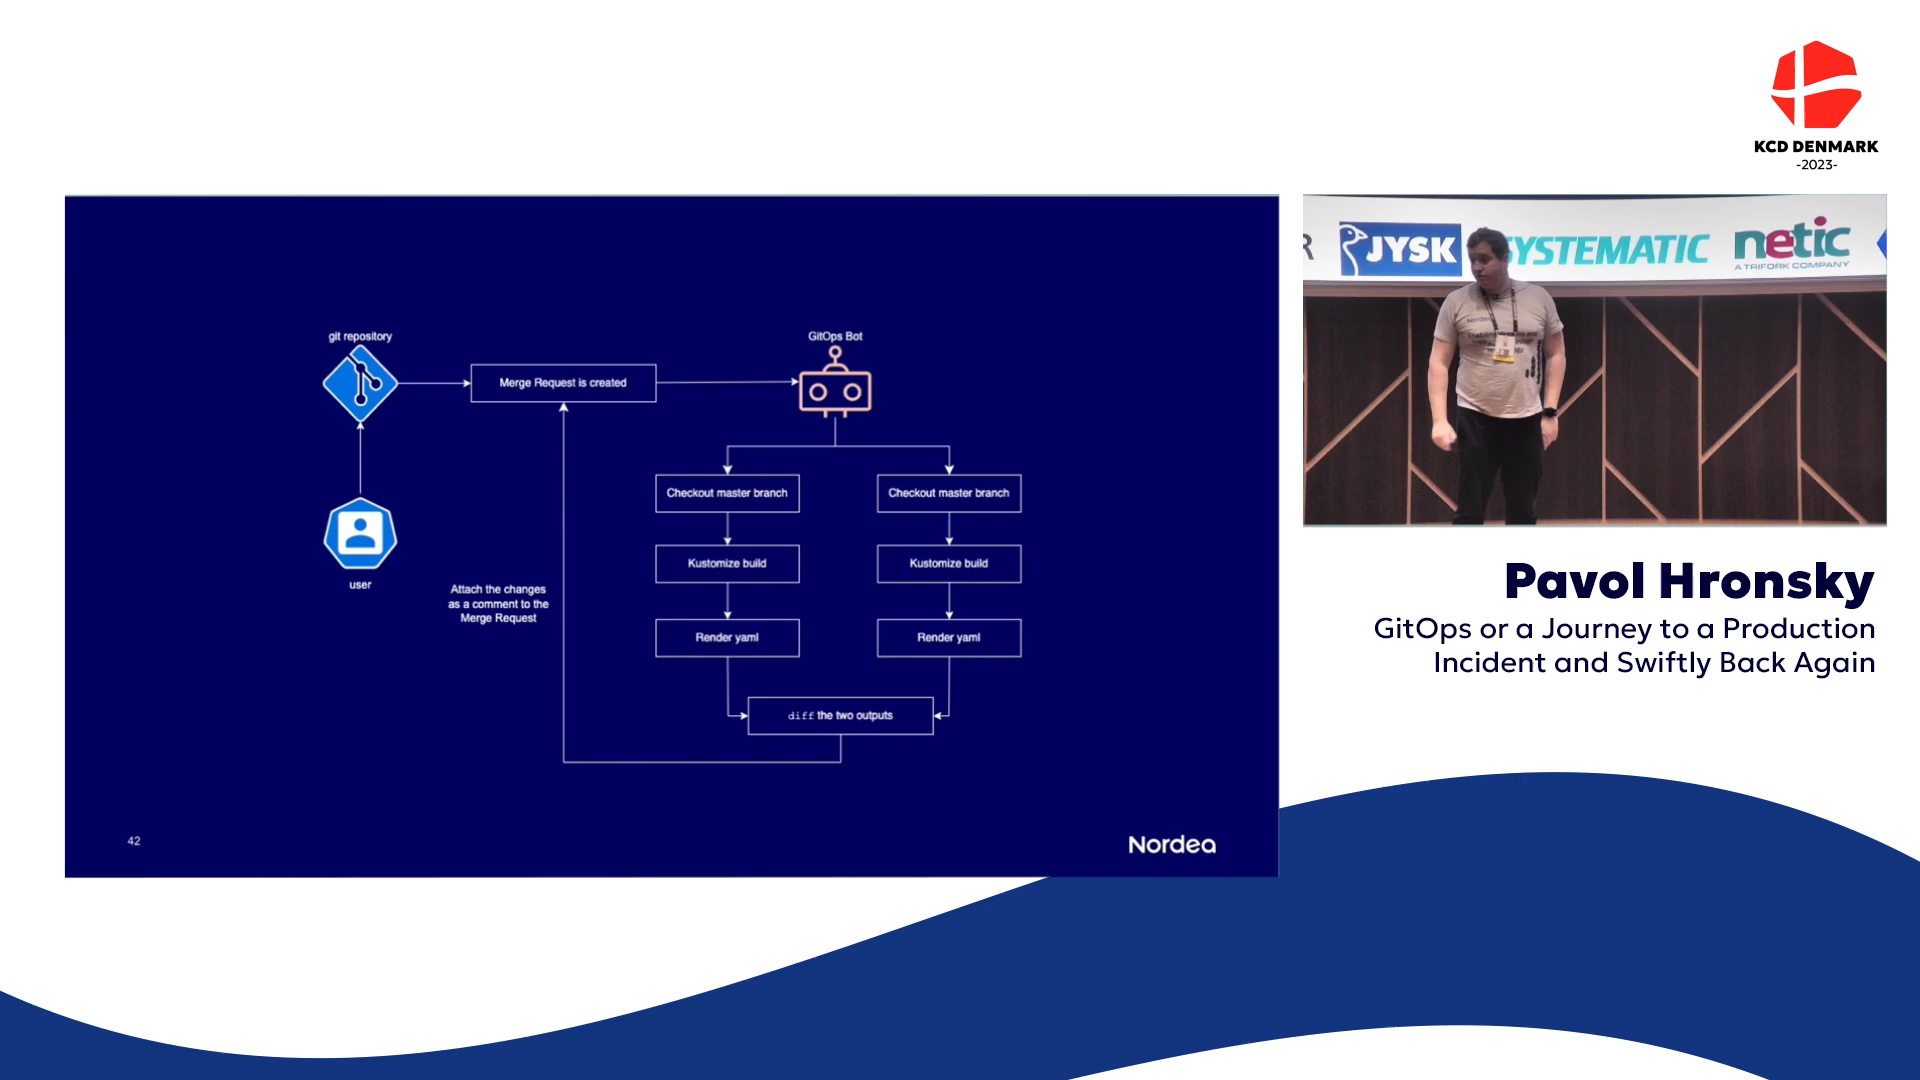 KCD DENMARK
-2023-
git repository
GitOps Bot
Merge Request is created
Checkout master branch
Checkout master branch
Kustomize build
Kustomize build
user
Attach the changes
as a comment to the
Merge Request
Render yaml
Render yaml
diff the two outputs
42
Nordea
R
JYSK
SYSTEMATIC
netic
A TRIFORK COMPANY
Nordea
Pavol Hronsky
GitOps or a Journey to a Production
Incident and Swiftly Back Again